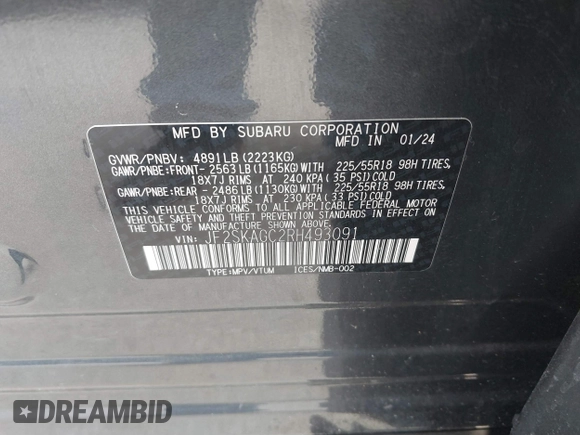 MFD BY SUBARU CORPORATION
MFD IN 01/24
GVWR/PNBV: 4891LB(2223KG)
GAWR/PNBE:FRONT- 2563LB(1165KG)WITH 225/55R18 98H TIRES,
18X7J RIMS AT 240 KPA(35 PSI)COLD
GAWR/PNBE:REAR -2486LB(1130KG)WITH 225/55R18 98H TIRES,
18X7J RIMS AT 230 KPA(33 PSI)COLD
THIS VEHICLE CONFORMS TO ALL APPLICABLE FEDERAL MOTOR
VEHICLE SAFETY AND THEFT PREVENTION STANDARDS IN EFFECT ON
THE DATE OF MANUFACTURE SHOWN ABOVE.
VIN: JF2SKAGC2RH493091
TYPE:MPV/VTUM ICES/NMB-002
DREAMBID